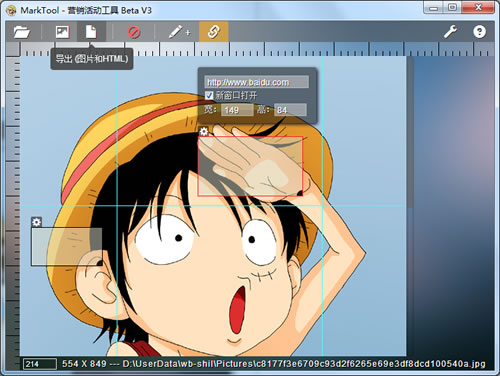 MarkTool - 营销活动工具 Beta V3
导出 (图片和HTML)
http://www.baidu.com
新窗口打开
宽: 149 高: 84
214 554 X 849 --- D:\UserData\wb-shil\Pictures\c8177f3e6709c93d2f6265e69e3df8dcd100540a.jpg